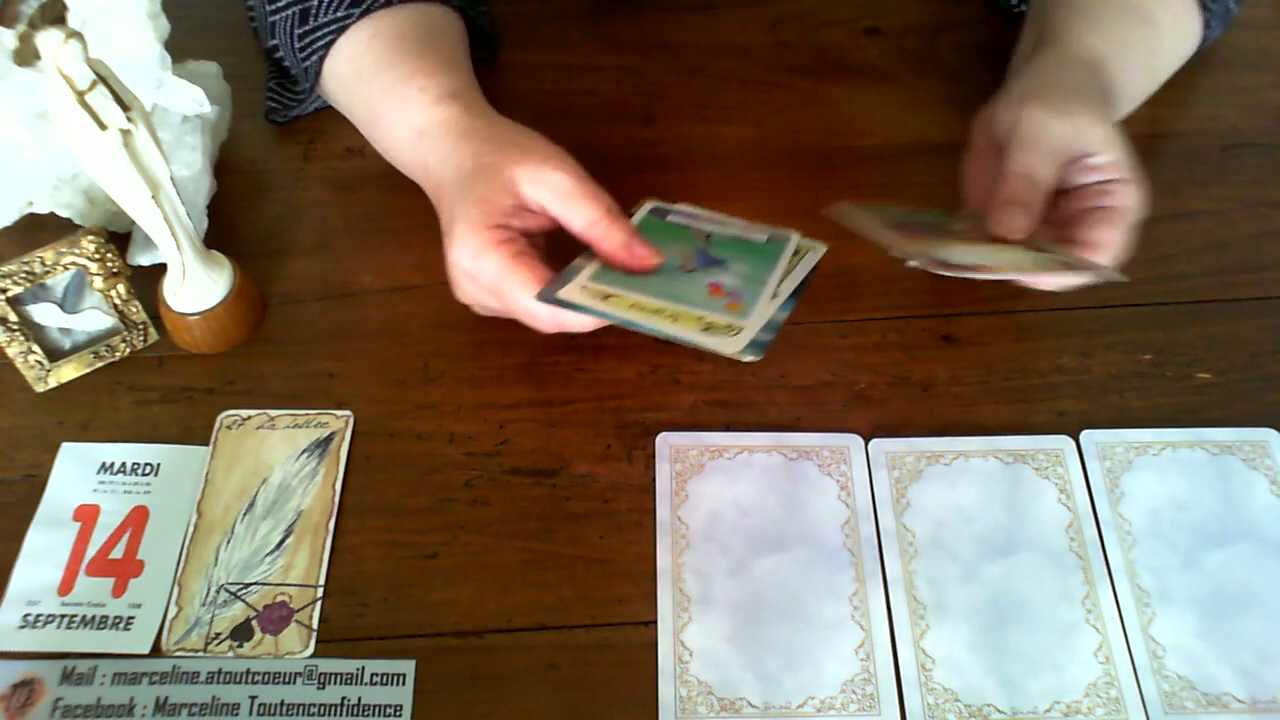 27 La Lettre
MARDI
14
SEPTEMBRE
Mail : marceline.atoutcoeur@gmail.com
Facebook : Marceline Toutenconfidence